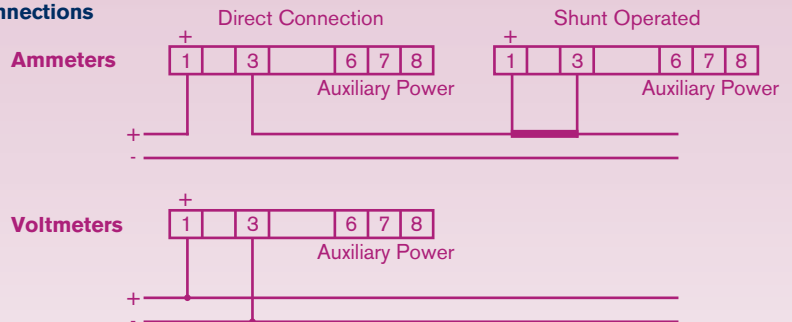 nnections
Direct Connection Shunt Operated
+ +
Ammeters 1 3 6 7 8 1 3 6 7 8
Auxiliary Power Auxiliary Power
+
-
+
Voltmeters 1 3 6 7 8
Auxiliary Power
+
-